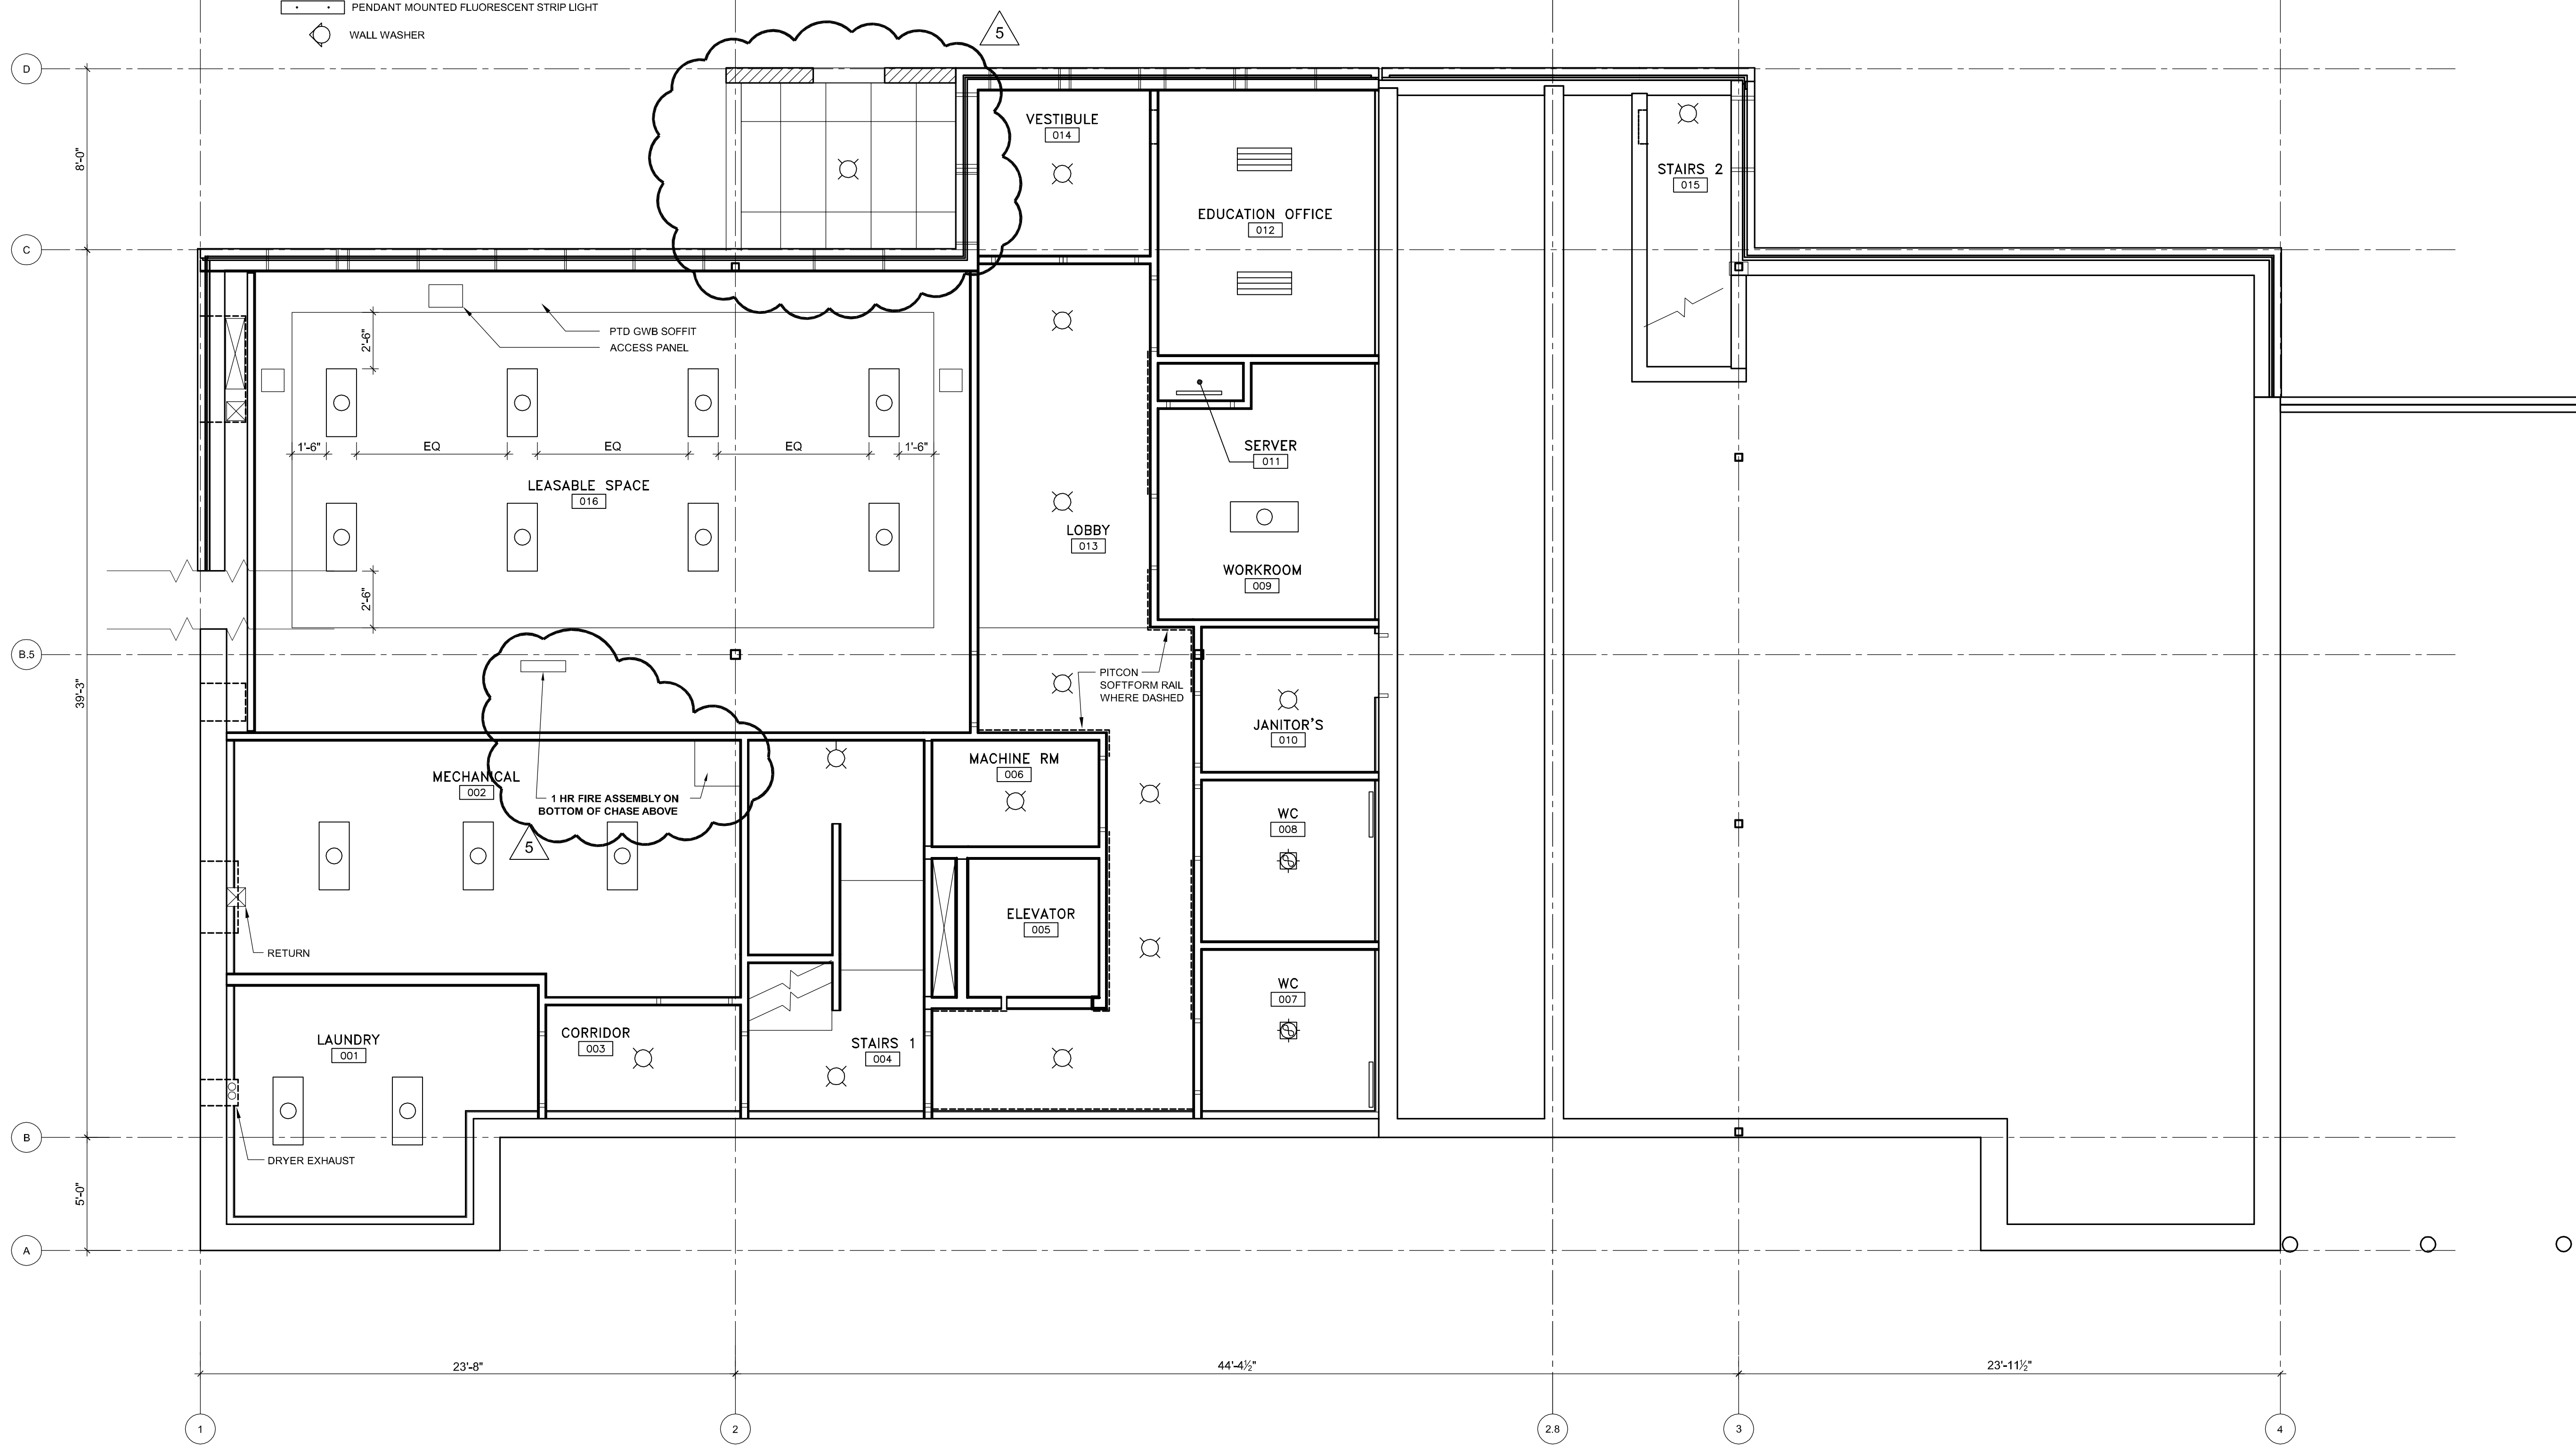 PENDANT MOUNTED FLUORESCENT STRIP LIGHT
WALL WASHER
5
D
VESTIBULE
014
8'-0"
STAIRS 2
015
EDUCATION OFFICE
012
C
PTD GWB SOFFIT
ACCESS PANEL
2'-6"
1'-6"
EQ
EQ
EQ
1'-6"
SERVER
011
LEASABLE SPACE
016
LOBBY
013
WORKROOM
009
2'-6"
B.5
39'-3"
PITCON
SOFTFORM RAIL
WHERE DASHED
JANITOR'S
010
MACHINE RM
006
MECHANICAL
002
1 HR FIRE ASSEMBLY ON
BOTTOM OF CHASE ABOVE
5
WC
008
ELEVATOR
005
RETURN
WC
007
LAUNDRY
001
CORRIDOR
003
STAIRS 1
004
B
DRYER EXHAUST
5'-0"
A
23'-8"
44'-4½"
23'-11½"
1
2
2.8
3
4